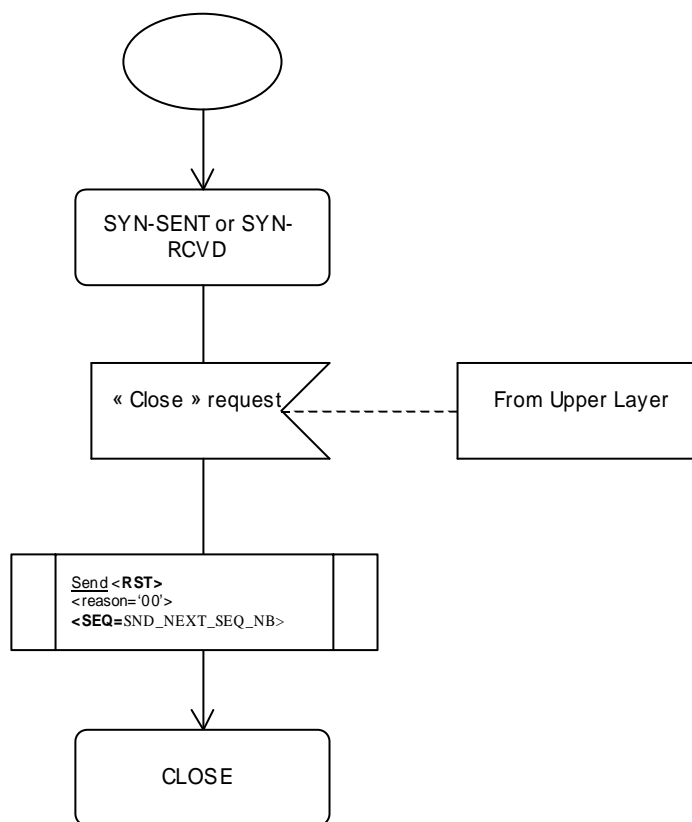 SYN-SENT or SYN-
RCVD
« Close » request
From Upper Layer
Send <RST>
<reason=‘00’>
<SEQ=SND_NEXT_SEQ_NB>
CLOSE